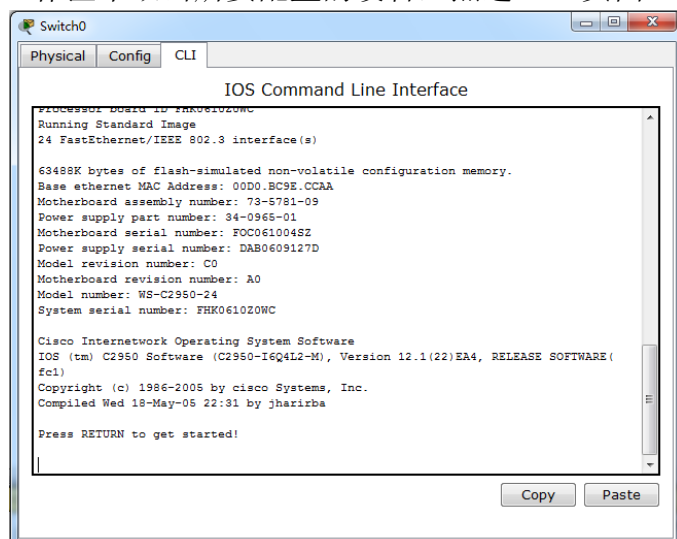 Switch0
Physical Config CLI
IOS Command Line Interface
Processor board ID FHK0610Z0WC
Running Standard Image
24 FastEthernet/IEEE 802.3 interface(s)
63488K bytes of flash-simulated non-volatile configuration memory.
Base ethernet MAC Address: 00D0.BC9E.CCAA
Motherboard assembly number: 73-5781-09
Power supply part number: 34-0965-01
Motherboard serial number: FOC061004SZ
Power supply serial number: DAB0609127D
Model revision number: C0
Motherboard revision number: A0
Model number: WS-C2950-24
System serial number: FHK0610Z0WC
Cisco Internetwork Operating System Software
IOS (tm) C2950 Software (C2950-I6Q4L2-M), Version 12.1(22)EA4, RELEASE SOFTWARE(
fc1)
Copyright (c) 1986-2005 by cisco Systems, Inc.
Compiled Wed 18-May-05 22:31 by jharirba
Press RETURN to get started!
Copy Paste